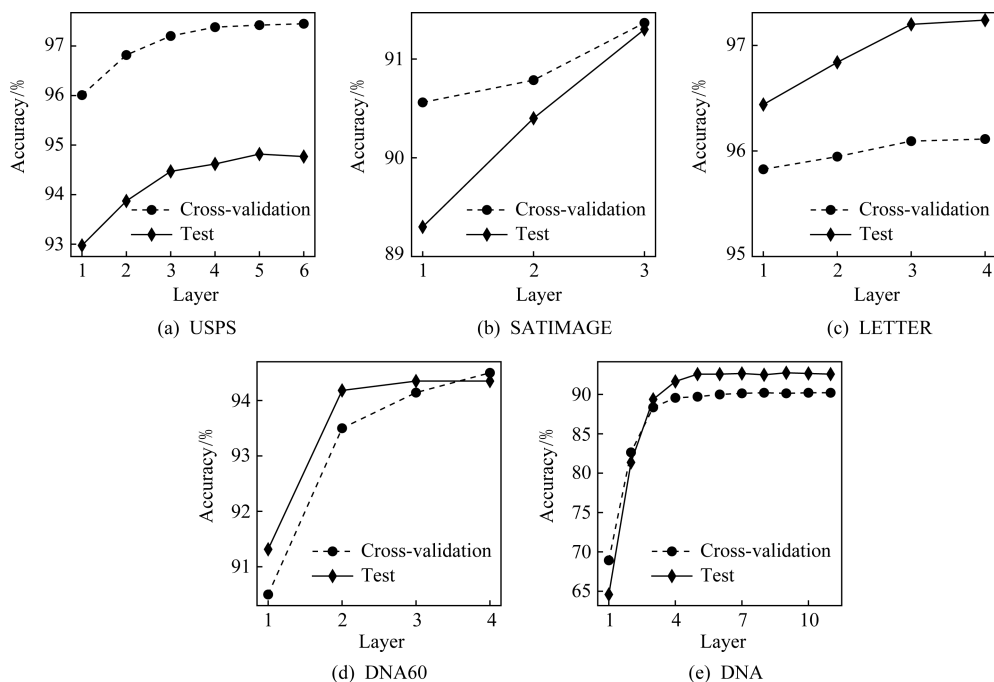 Accuracy/%
97
96
95
94
93
Cross-validation
Test
1 2 3 4 5 6
Layer
(a) USPS
Accuracy/%
91
90
89
Cross-validation
Test
1 2 3
Layer
(b) SATIMAGE
Accuracy/%
97
96
95
Cross-validation
Test
1 2 3 4
Layer
(c) LETTER
Accuracy/%
94
93
92
91
Cross-validation
Test
1 2 3 4
Layer
(d) DNA60
Accuracy/%
90
85
80
75
70
65
Cross-validation
Test
1 4 7 10
Layer
(e) DNA